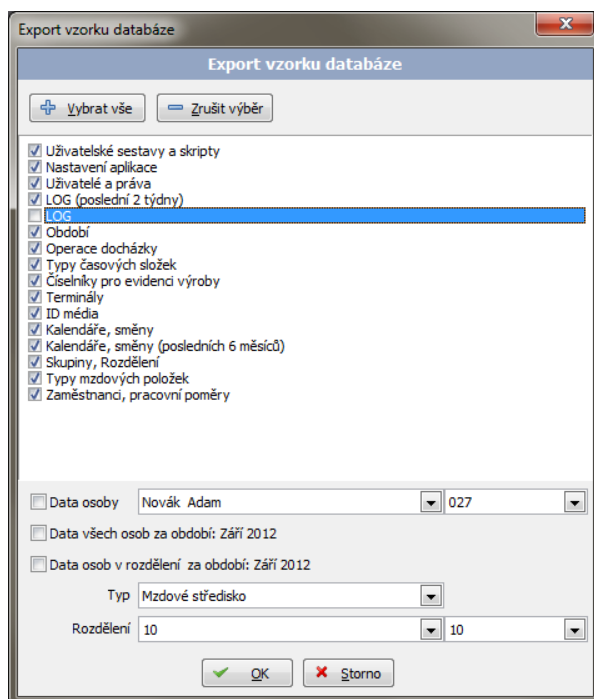 Export vzorku databáze
Export vzorku databáze
Vybrat vše Zrušit výběr
Uživatelské sestavy a skripty
Nastavení aplikace
Uživatelé a práva
LOG (poslední 2 týdny)
LOG
Období
Operace docházky
Typy časových složek
Číselníky pro evidenci výroby
Terminály
ID média
Kalendáře, směny
Kalendáře, směny (posledních 6 měsíců)
Skupiny, Rozdělení
Typy mzdových položek
Zaměstnanci, pracovní poměry
Data osoby Novák Adam 027
Data všech osob za období: Září 2012
Data osob v rozdělení za období: Září 2012
Typ Mzdové středisko
Rozdělení 10 10
OK Storno